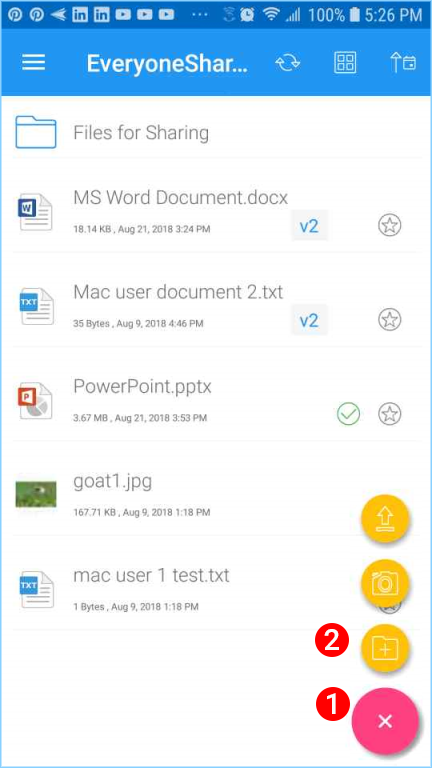 100% 5:26 PM
EveryoneShar...
Files for Sharing
MS Word Document.docx
18.14 KB , Aug 21, 2018 3:24 PM
v2
Mac user document 2.txt
TXT
35 Bytes , Aug 9, 2018 4:46 PM
v2
PowerPoint.pptx
3.67 MB , Aug 21, 2018 3:53 PM
goat1.jpg
167.71 KB , Aug 9, 2018 1:18 PM
mac user 1 test.txt
TXT
1 Bytes , Aug 9, 2018 1:18 PM
2
1